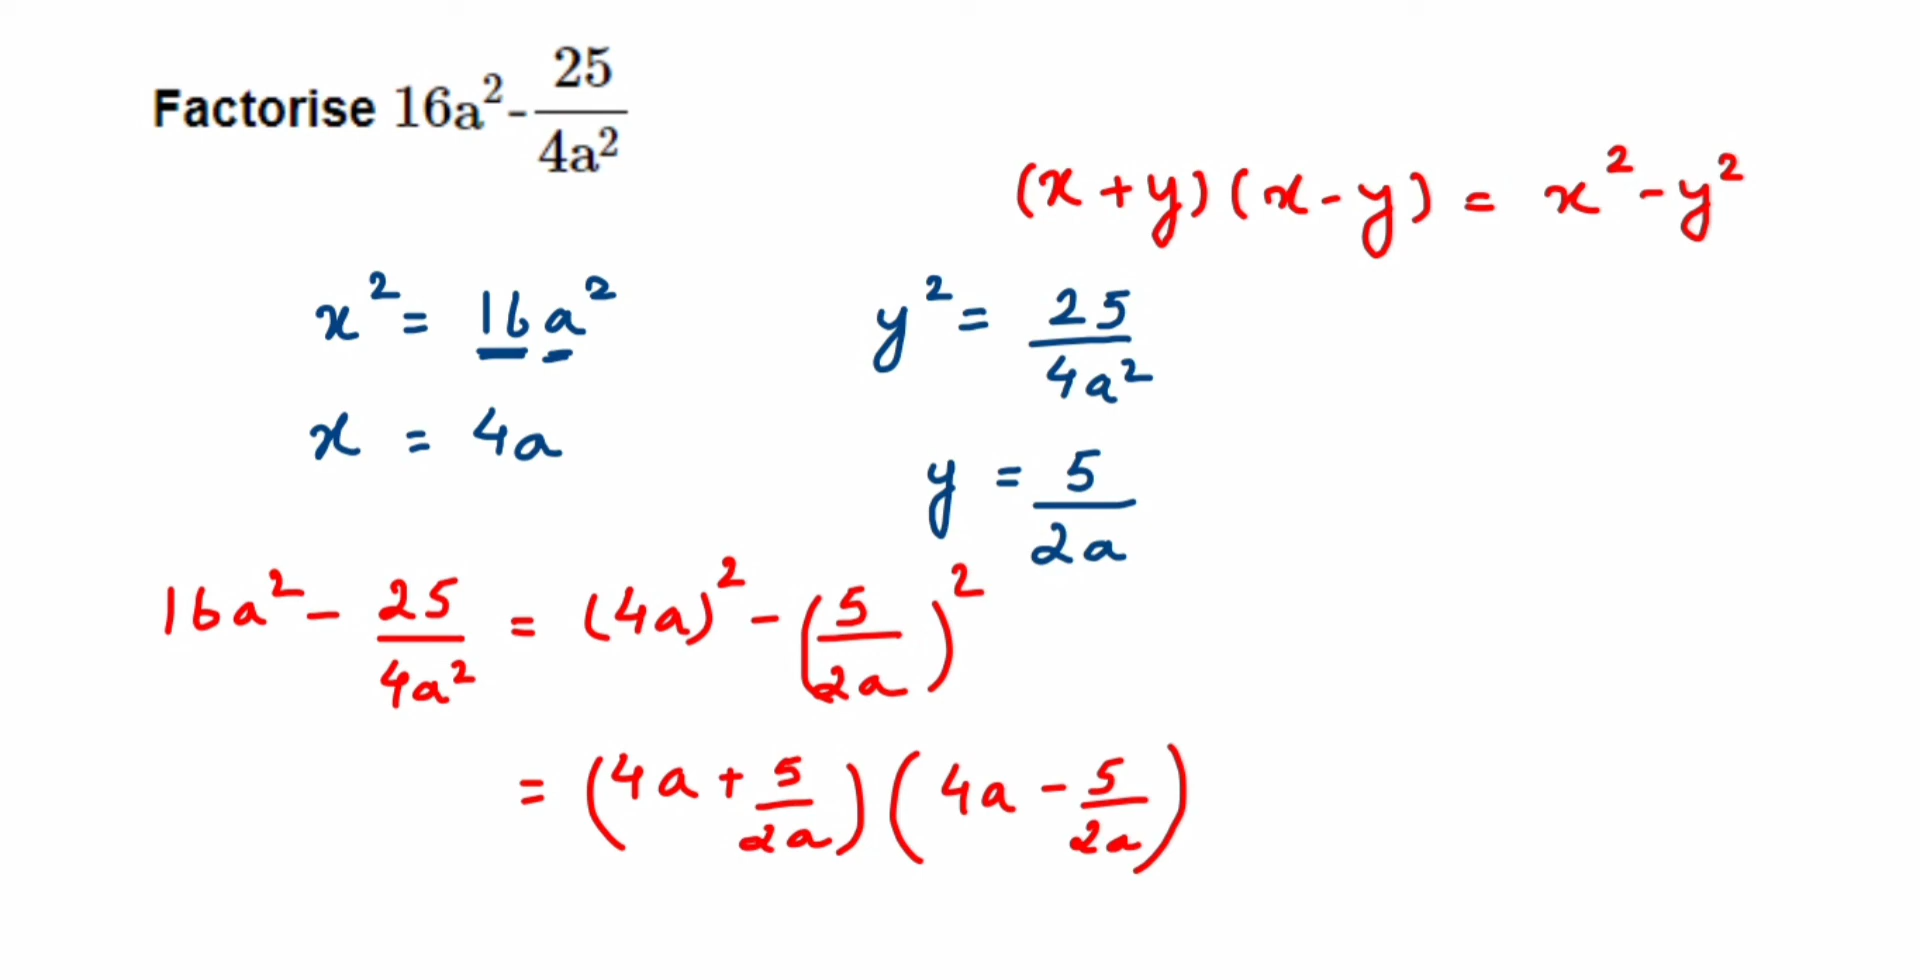 Factorise 16a² - 25/4a²
(x + y) (x - y) = x² - y²
x² = 16a²
y² = 25/4a²
x = 4a
y = 5/2a
16a² - 25/4a² = (4a)² - (5/2a)²
= (4a + 5/2a) (4a - 5/2a)